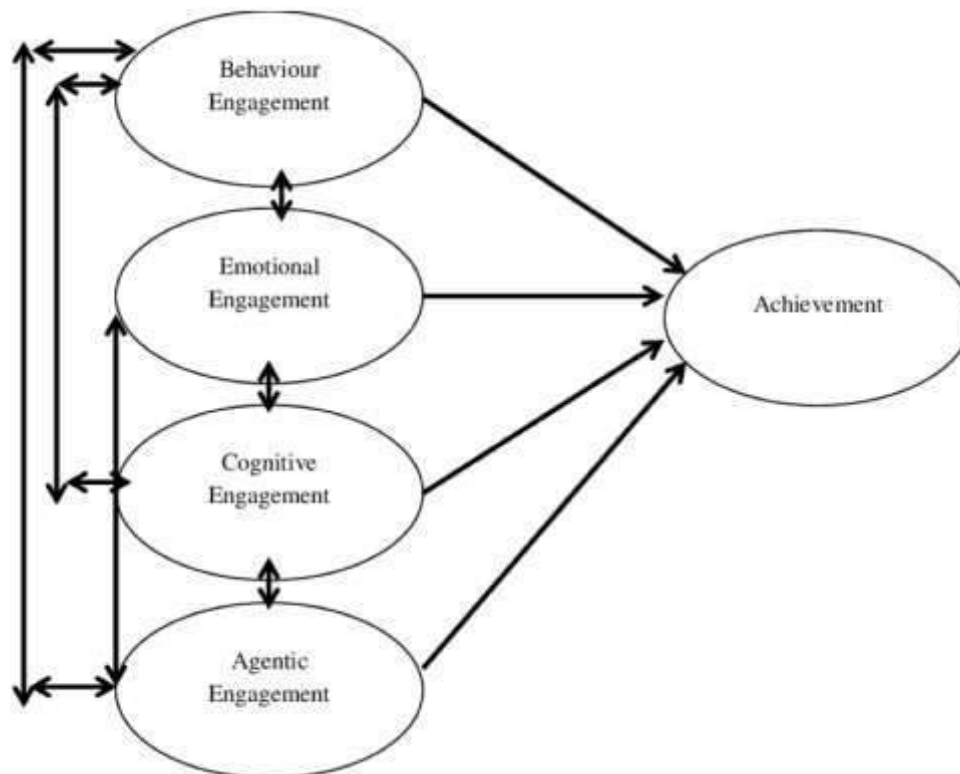 Behaviour
Engagement
Emotional
Engagement
Achievement
Cognitive
Engagement
Agentic
Engagement